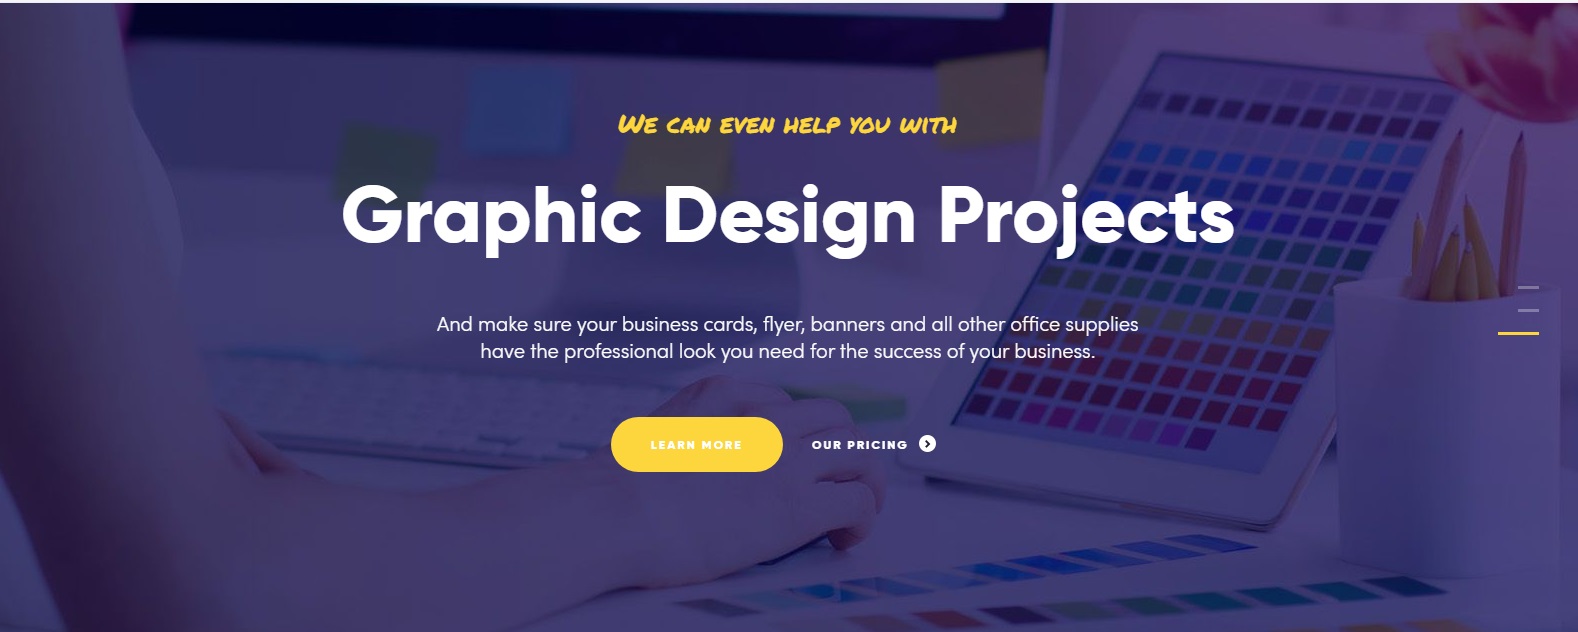 We can even help you with
Graphic Design Projects
And make sure your business cards, flyer, banners and all other office supplies
have the professional look you need for the success of your business.
LEARN MORE
OUR PRICING